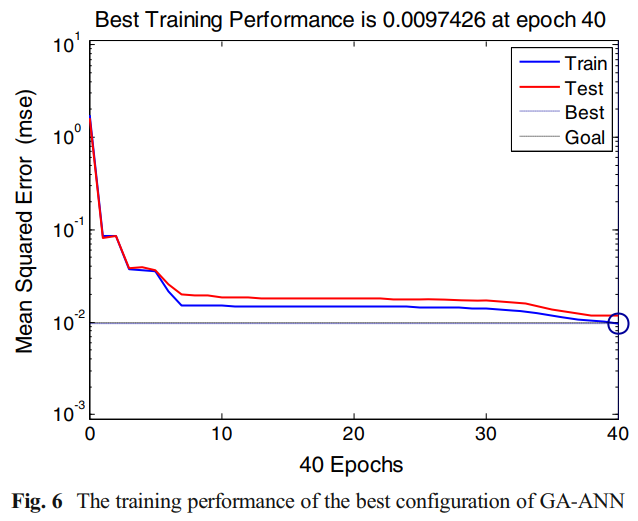 Best Training Performance is 0.0097426 at epoch 40
Mean Squared Error (mse)
10^1
10^0
10^-1
10^-2
10^-3
Train
Test
Best
Goal
0 10 20 30 40
40 Epochs
Fig. 6 The training performance of the best configuration of GA-ANN